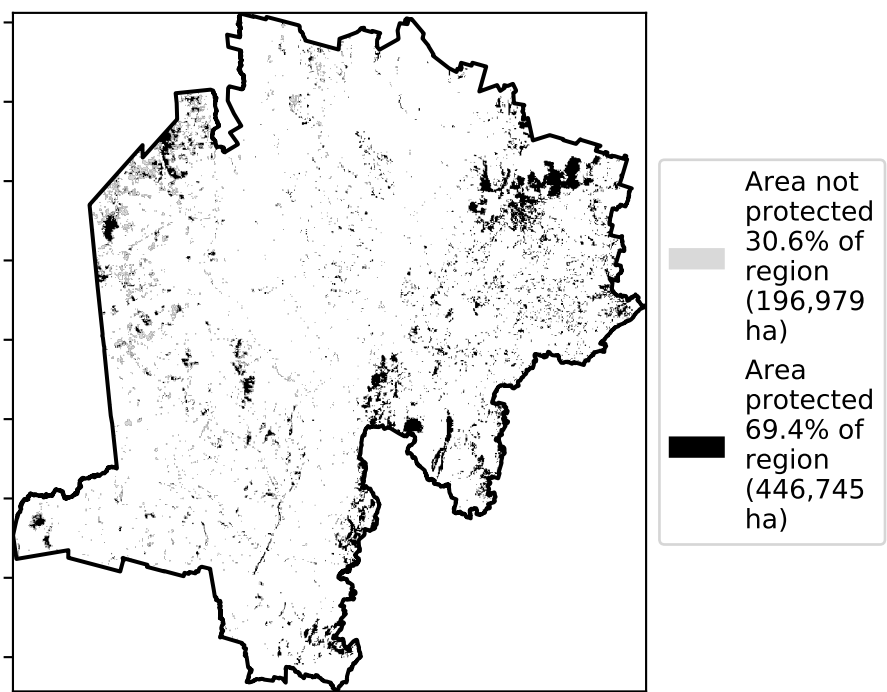 Area not
protected
30.6% of
region
(196,979
ha)
Area
protected
69.4% of
region
(446,745
ha)